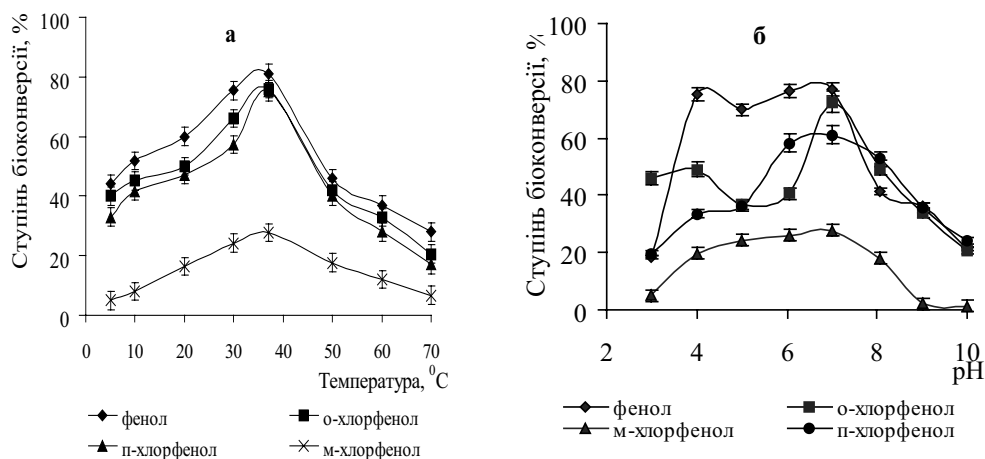 а
Ступінь біоконверсії, %
100
80
60
40
20
0
0 10 20 30 40 50 60 70
Температура, ⁰C
фенол о-хлорфенол
п-хлорфенол м-хлорфенол
б
Ступінь біоконверсії, %
100
80
60
40
20
0
2 4 6 8 10
pH
фенол о-хлорфенол
м-хлорфенол п-хлорфенол